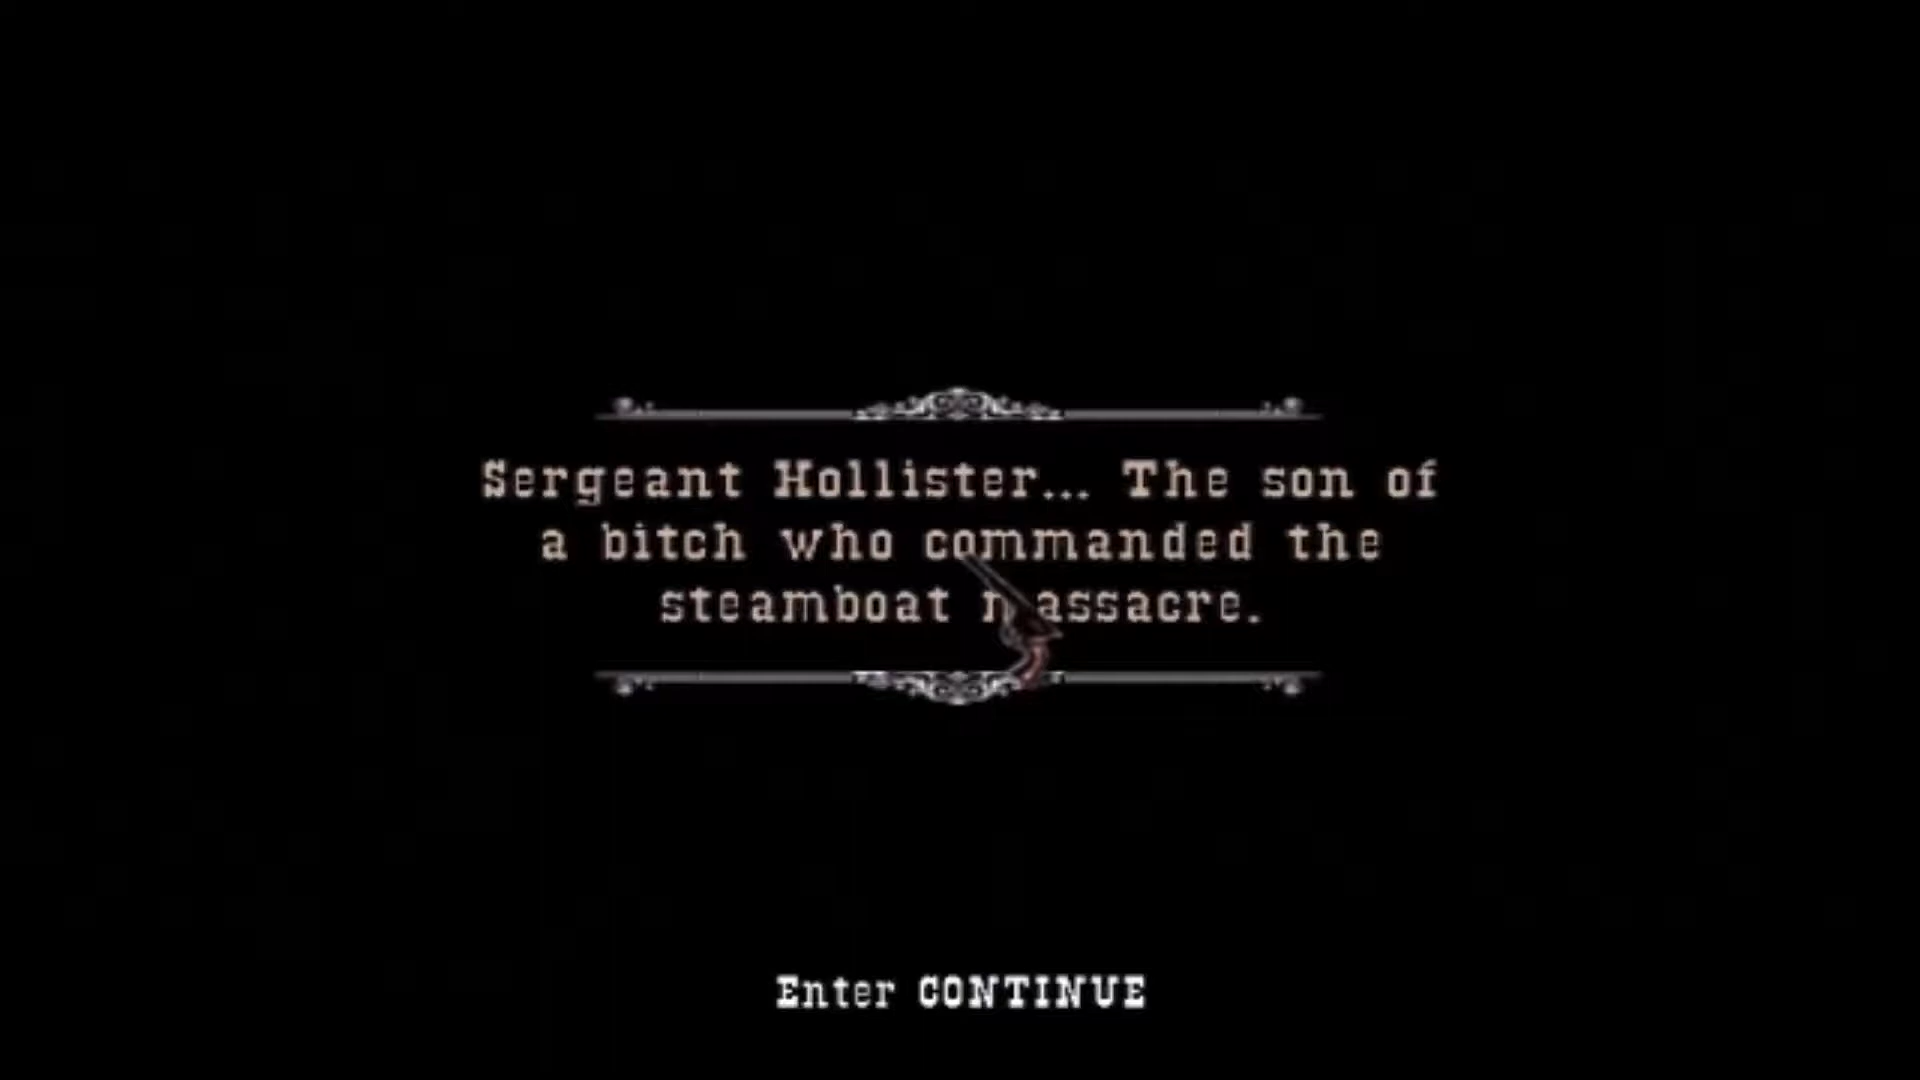 Sergeant Hollister... The son of
a bitch who commanded the
steamboat massacre.
Enter CONTINUE